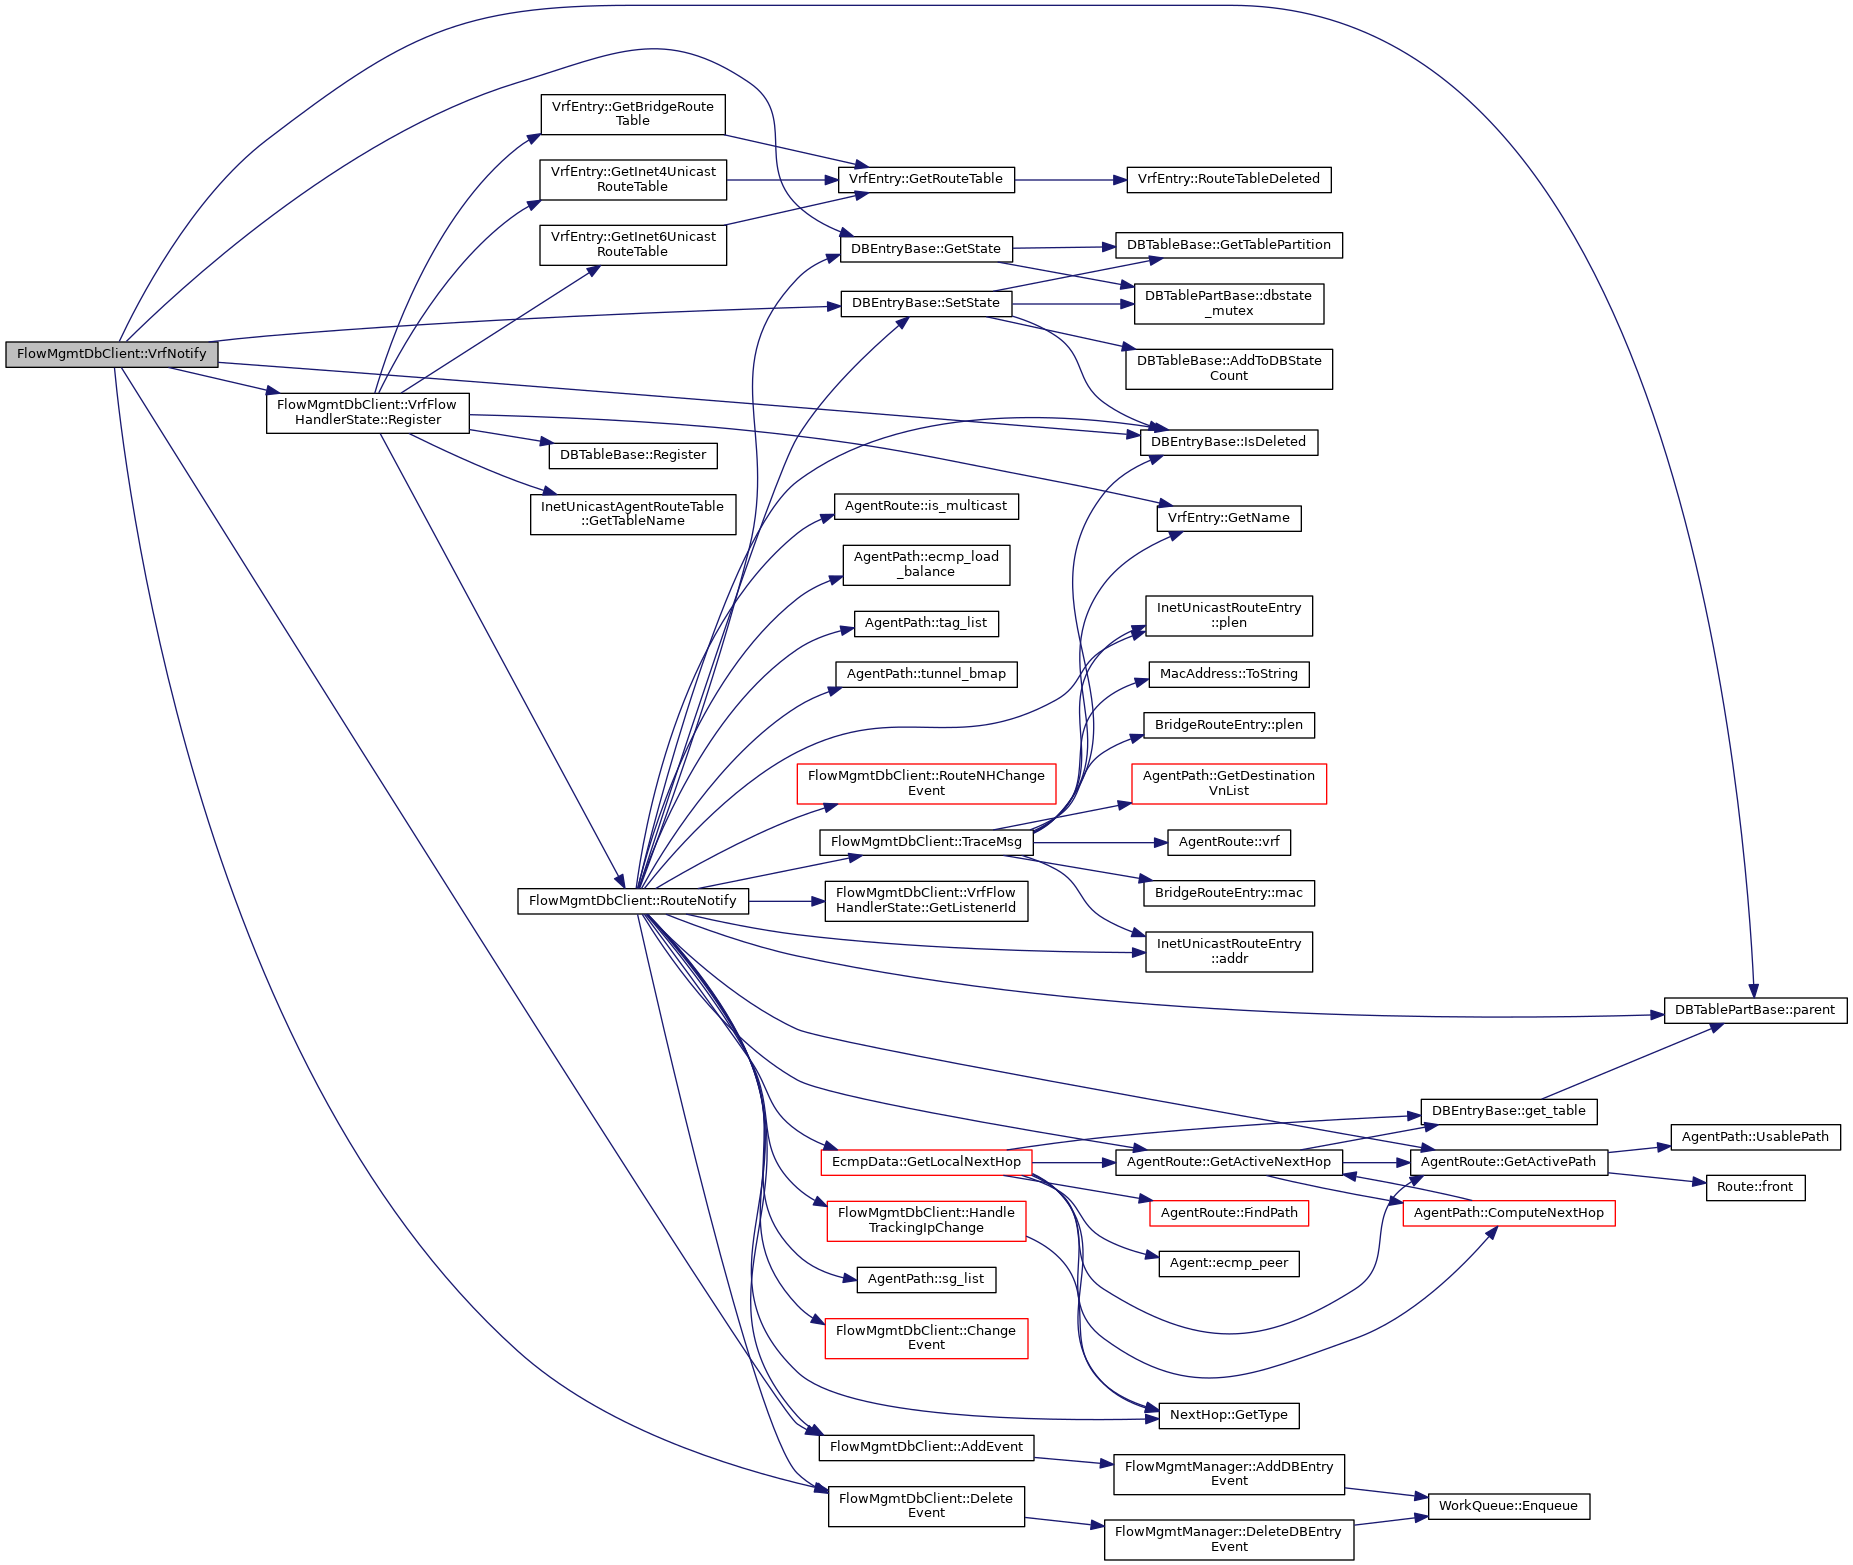 FlowMgmtDbClient::VrfNotify
FlowMgmtDbClient::VrfFlow
HandlerState::Register
VrfEntry::GetBridgeRoute
Table
VrfEntry::GetInet4Unicast
RouteTable
VrfEntry::GetInet6Unicast
RouteTable
DBTableBase::Register
InetUnicastAgentRouteTable
::GetTableName
FlowMgmtDbClient::RouteNotify
VrfEntry::GetRouteTable
DBEntryBase::GetState
DBEntryBase::SetState
AgentRoute::is_multicast
AgentPath::ecmp_load
_balance
AgentPath::tag_list
AgentPath::tunnel_bmap
FlowMgmtDbClient::RouteNHChange
Event
FlowMgmtDbClient::TraceMsg
FlowMgmtDbClient::VrfFlow
HandlerState::GetListenerId
EcmpData::GetLocalNextHop
FlowMgmtDbClient::Handle
TrackingIpChange
AgentPath::sg_list
FlowMgmtDbClient::Change
Event
FlowMgmtDbClient::AddEvent
FlowMgmtDbClient::Delete
Event
VrfEntry::RouteTableDeleted
DBTableBase::GetTablePartition
DBTablePartBase::dbstate
_mutex
DBTableBase::AddToDBState
Count
DBEntryBase::IsDeleted
VrfEntry::GetName
InetUnicastRouteEntry
::plen
MacAddress::ToString
BridgeRouteEntry::plen
AgentPath::GetDestination
VnList
AgentRoute::vrf
BridgeRouteEntry::mac
InetUnicastRouteEntry
::addr
AgentRoute::GetActiveNextHop
AgentRoute::FindPath
Agent::ecmp_peer
NextHop::GetType
FlowMgmtManager::AddDBEntry
Event
FlowMgmtManager::DeleteDBEntry
Event
DBEntryBase::get_table
AgentRoute::GetActivePath
AgentPath::ComputeNextHop
WorkQueue::Enqueue
DBTablePartBase::parent
AgentPath::UsablePath
Route::front